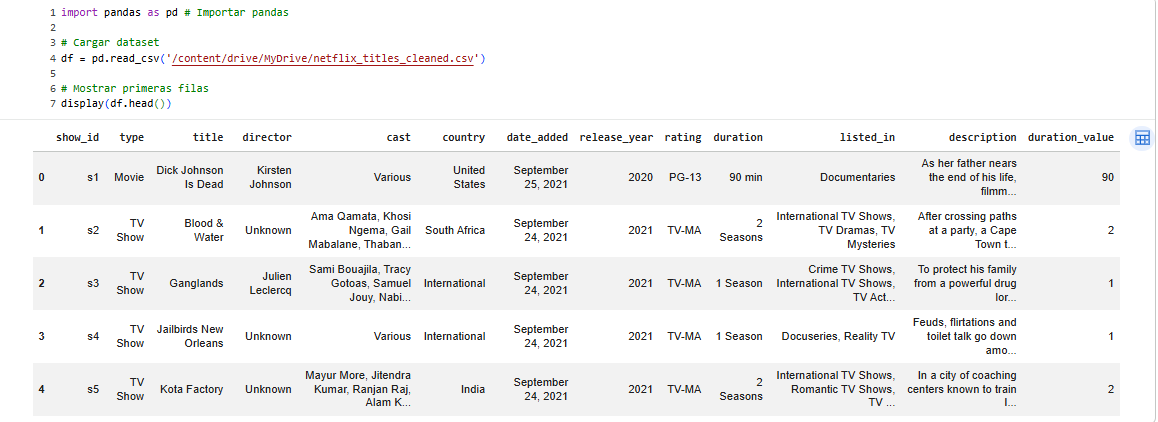 1 import pandas as pd # Importar pandas
2
3 # Cargar dataset
4 df = pd.read_csv('/content/drive/MyDrive/netflix_titles_cleaned.csv')
5
6 # Mostrar primeras filas
7 display(df.head())
show_id type title director cast country date_added release_year rating duration listed_in description duration_value
0 s1 Movie Dick Johnson Is Dead Kirsten Johnson Various United States September 25, 2021 2020 PG-13 90 min Documentaries As her father nears the end of his life, filmm... 90
1 s2 TV Show Blood & Water Unknown Ama Qamata, Khosi Ngema, Gail Mabalane, Thaban... South Africa September 24, 2021 2021 TV-MA 2 Seasons International TV Shows, TV Dramas, TV Mysteries After crossing paths at a party, a Cape Town t... 2
2 s3 TV Show Ganglands Julien Leclercq Sami Bouajila, Tracy Gotoas, Samuel Jouy, Nabi... International September 24, 2021 2021 TV-MA 1 Season Crime TV Shows, International TV Shows, TV Act... To protect his family from a powerful drug lor... 1
3 s4 TV Show Jailbirds New Orleans Unknown Various International September 24, 2021 2021 TV-MA 1 Season Docuseries, Reality TV Feuds, flirtations and toilet talk go down amo... 1
4 s5 TV Show Kota Factory Unknown Mayur More, Jitendra Kumar, Ranjan Raj, Alam K... India September 24, 2021 2021 TV-MA 2 Seasons International TV Shows, Romantic TV Shows, TV ... In a city of coaching centers known to train I... 2